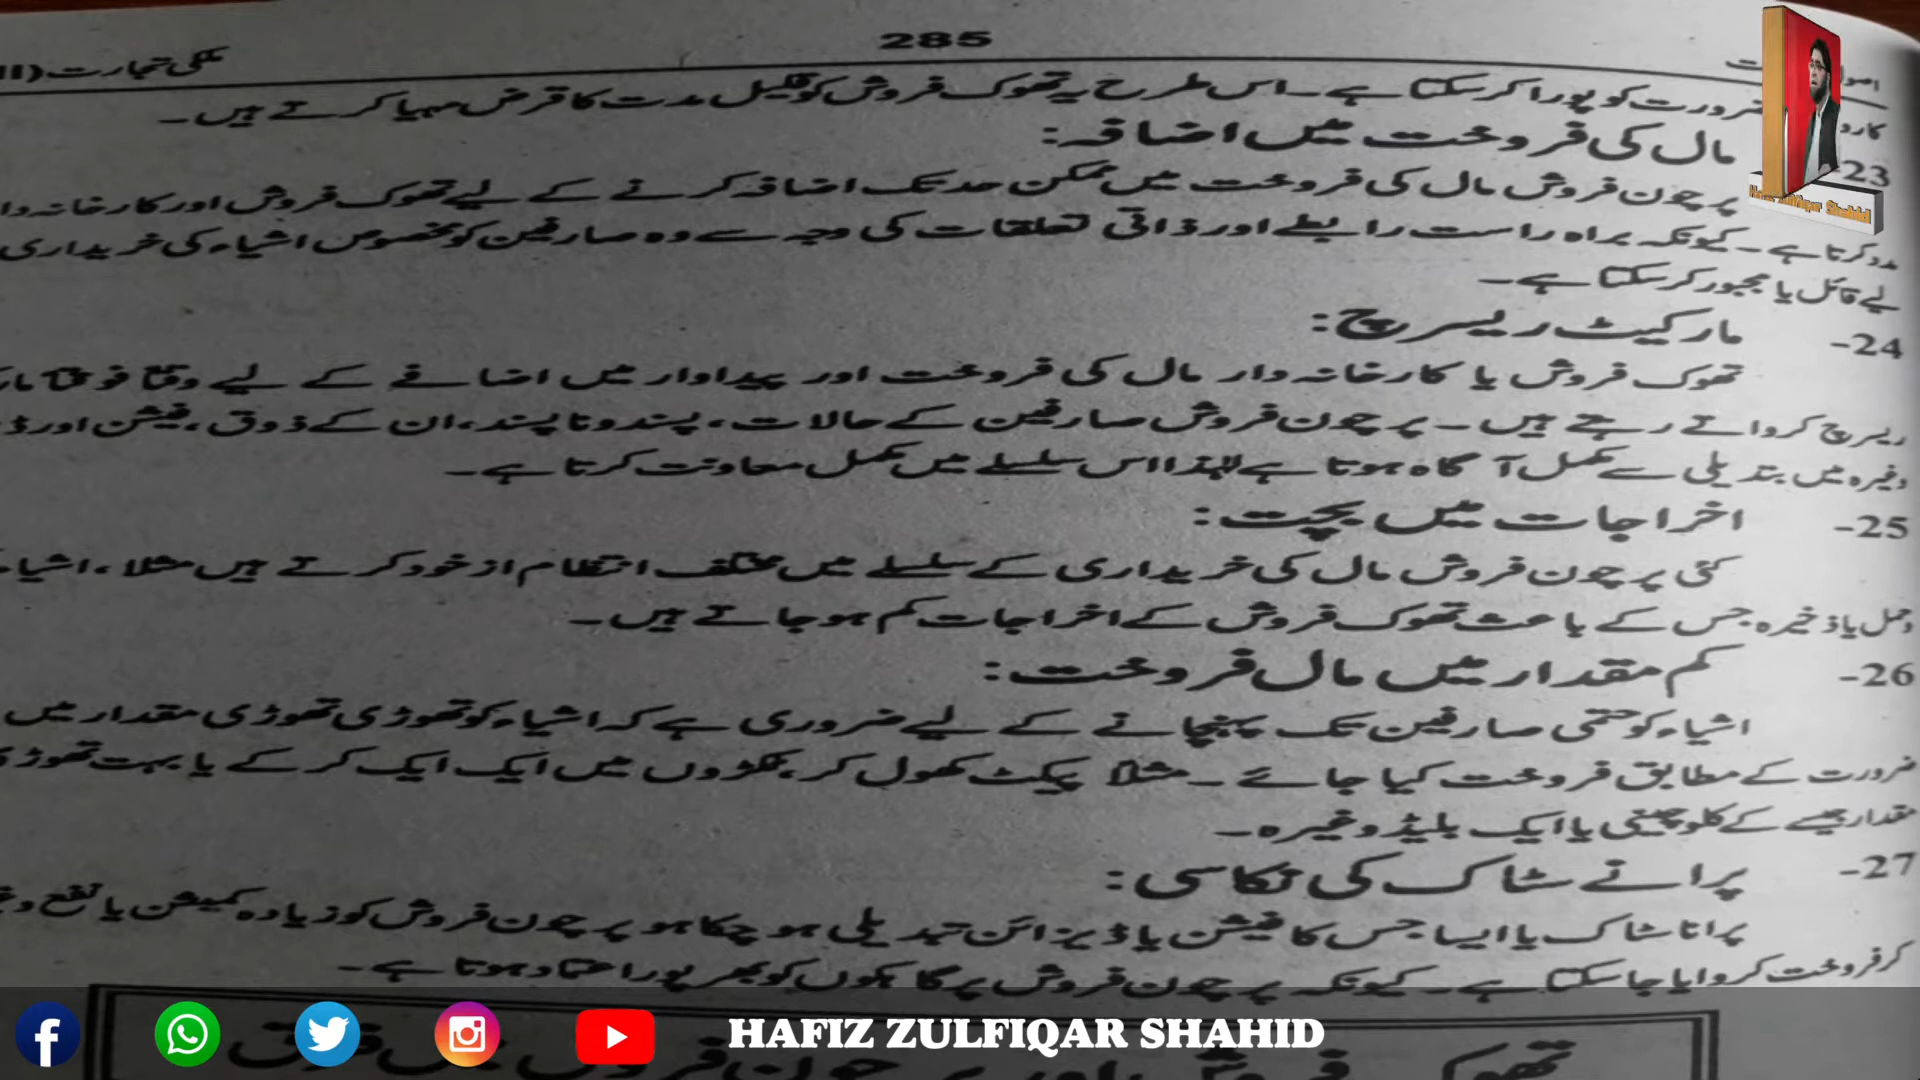 285
ملکی تجارت (II
ضرورت کو پورا کر سکتا ہے۔ اس طرح یہ تھوک فروش کو قلیل مدت کا قرض مہیا کرتے ہیں۔
23- مال کی فروخت میں اضافہ:
پرچون فروش مال کی فروخت میں ممکن حد تک اضافہ کرنے کے لیے تھوک فروش اور کارخانہ دا
مدد کرتا ہے۔ کیونکہ براہ راست رابطے اور ذاتی تعلقات کی وجہ سے وہ صارفین کو مخصوص اشیاء کی خریداری
لیے قائل یا مجبور کر سکتا ہے۔
24- مارکیٹ ریسرچ:
تھوک فروش یا کارخانہ دار مال کی فروخت اور پیداوار میں اضافے کے لیے وقتاً فوقتاً مار
ریسرچ کرواتے رہتے ہیں۔ پرچون فروش صارفین کے حالات، پسند و ناپسند، ان کے ذوق، فیشن اور ڈ
وغیرہ میں تبدیلی سے مکمل آگاہ ہوتا ہے لہٰذا اس سلسلے میں مکمل معاونت کرتا ہے۔
25- اخراجات میں بچت:
کئی پرچون فروش مال کی خریداری کے سلسلے میں مختلف انتظام از خود کرتے ہیں مثلاً، اشیاء
وحمل یا ذخیرہ جس کے باعث تھوک فروش کے اخراجات کم ہو جاتے ہیں۔
26- کم مقدار میں مال فروخت:
اشیاء کو حتمی صارفین تک پہنچانے کے لیے ضروری ہے کہ اشیاء کو تھوڑی تھوڑی مقدار میں
ضرورت کے مطابق فروخت کیا جائے۔ مثلاً پیکٹ کھول کر، ٹکڑوں میں ایک ایک کر کے یا بہت تھوڑی
مقدار جیسے کے کلو چینی یا ایک بلیڈ وغیرہ۔
27- پرانے سٹاک کی نکاسی:
پرانا سٹاک یا ایسا جس کا فیشن یا ڈیزائن تبدیل ہو چکا ہو پرچون فروش کو زیادہ کمیشن یا نفع وغ
کر فروخت کروایا جا سکتا ہے۔ کیونکہ پرچون فروش پر گاہکوں کو بھرپور اعتماد ہوتا ہے۔
تھوک فروش اور پرچون فروش میں فرق
HAFIZ ZULFIQAR SHAHID